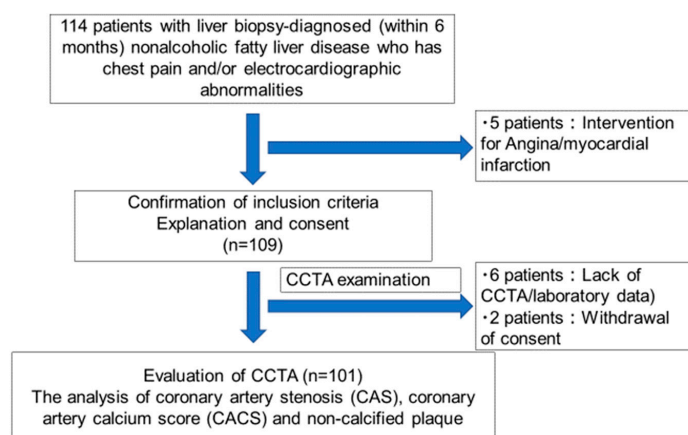 114 patients with liver biopsy-diagnosed (within 6
months) nonalcoholic fatty liver disease who has
chest pain and/or electrocardiographic
abnormalities
・5 patients：Intervention
for Angina/myocardial
infarction
Confirmation of inclusion criteria
Explanation and consent
(n=109)
CCTA examination
・6 patients：Lack of
CCTA/laboratory data)
・2 patients：Withdrawal
of consent
Evaluation of CCTA (n=101)
The analysis of coronary artery stenosis (CAS), coronary
artery calcium score (CACS) and non-calcified plaque